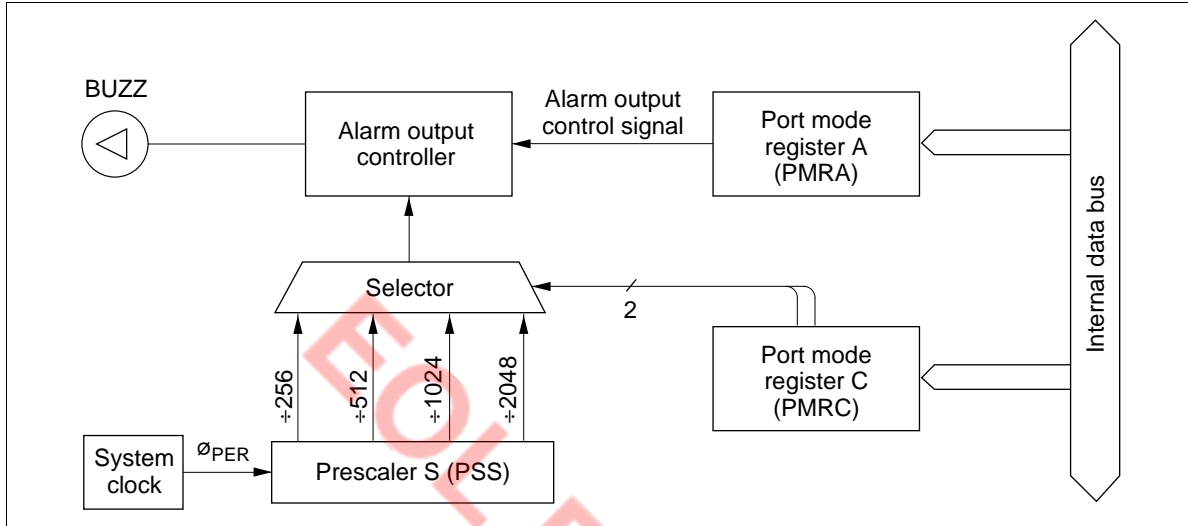 BUZZ
Alarm output
controller
Alarm output
control signal
Port mode
register A
(PMRA)
Internal data bus
Selector
2
Port mode
register C
(PMRC)
÷256
÷512
÷1024
÷2048
System
clock
øPER
Prescaler S (PSS)
EOL